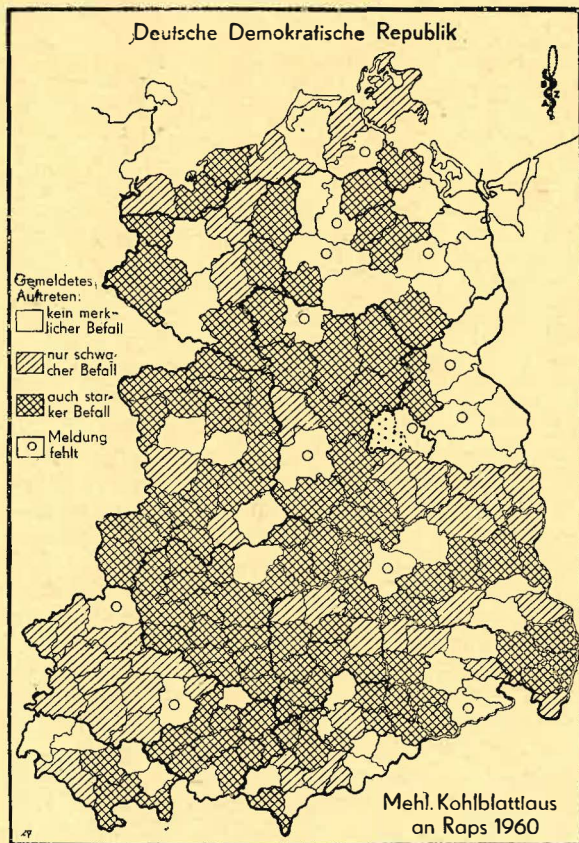 Deutsche Demokratische Republik
Gemeldetes
Auftreten:
kein merk-
licher Befall
nur schwa-
cher Befall
auch star-
ker Befall
Meldung
fehlt
Mehl. Kohlblattlaus
an Raps 1960